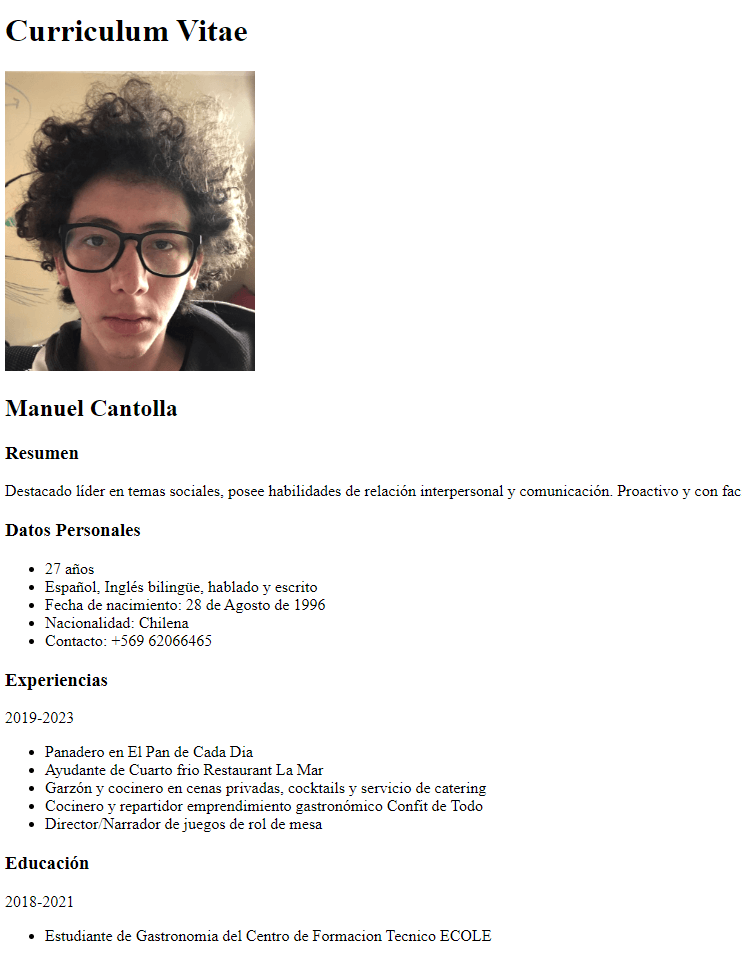 Curriculum Vitae
Manuel Cantolla
Resumen
Destacado líder en temas sociales, posee habilidades de relación interpersonal y comunicación. Proactivo y con fac
Datos Personales
27 años
Español, Inglés bilingüe, hablado y escrito
Fecha de nacimiento: 28 de Agosto de 1996
Nacionalidad: Chilena
Contacto: +569 62066465
Experiencias
2019-2023
Panadero en El Pan de Cada Dia
Ayudante de Cuarto frio Restaurant La Mar
Garzón y cocinero en cenas privadas, cocktails y servicio de catering
Cocinero y repartidor emprendimiento gastronómico Confit de Todo
Director/Narrador de juegos de rol de mesa
Educación
2018-2021
Estudiante de Gastronomia del Centro de Formacion Tecnico ECOLE